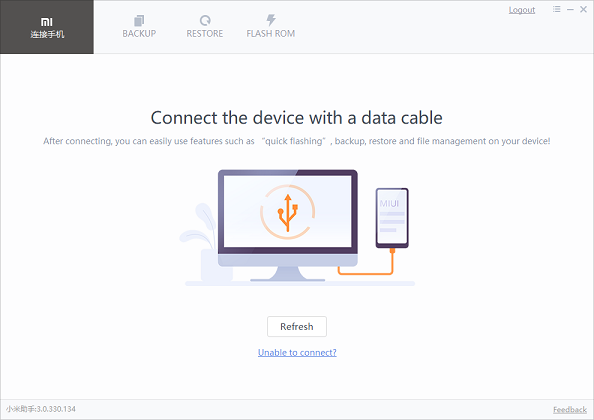 Logout
MI
连接手机
BACKUP
RESTORE
FLASH ROM
Connect the device with a data cable
After connecting, you can easily use features such as “quick flashing”, backup, restore and file management on your device!
MIUI
Refresh
Unable to connect?
小米助手:3.0.330.134
Feedback